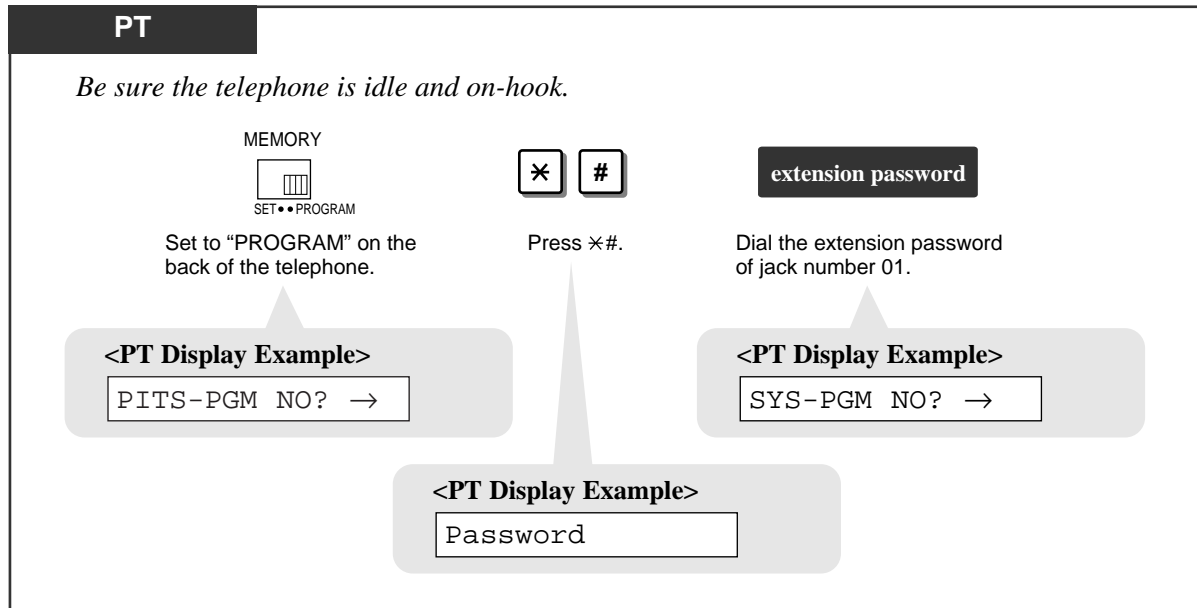 PT
Be sure the telephone is idle and on-hook.
MEMORY
SET●●PROGRAM
Set to “PROGRAM” on the
back of the telephone.
<PT Display Example>
PITS-PGM NO? →
✕ #
Press ✕#.
<PT Display Example>
Password
extension password
Dial the extension password
of jack number 01.
<PT Display Example>
SYS-PGM NO? →